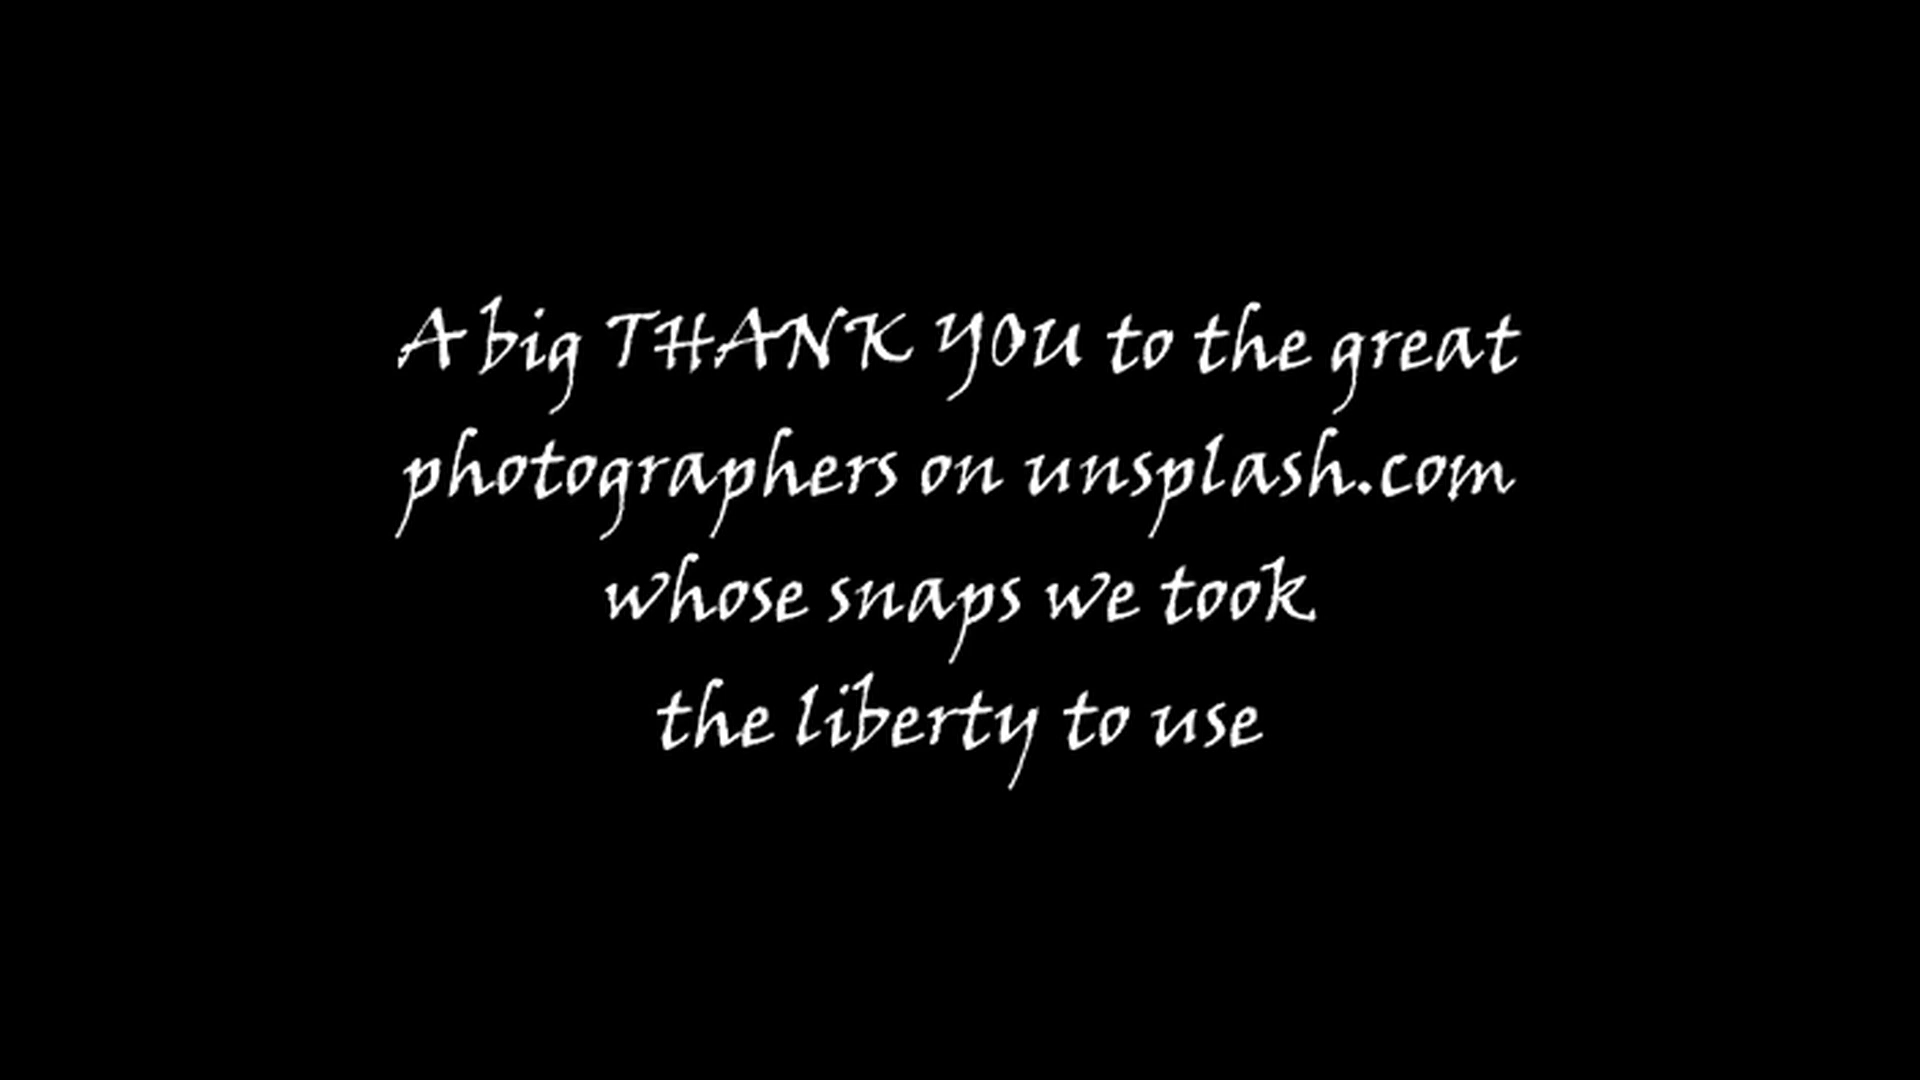 A big THANK YOU to the great
photographers on unsplash.com
whose snaps we took
the liberty to use